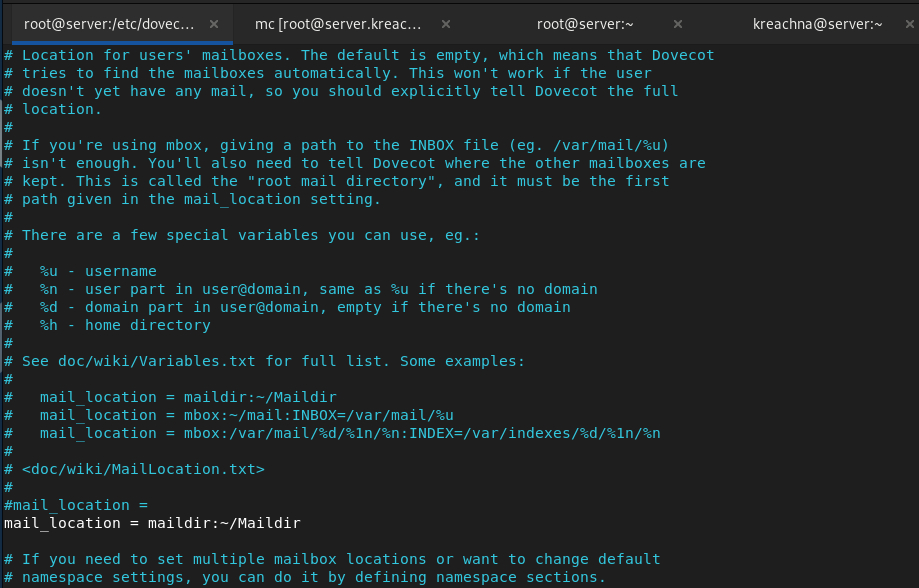 root@server:/etc/dovec... × mc [root@server.kreac... × root@server:~ × kreachna@server:~ ×
# Location for users' mailboxes. The default is empty, which means that Dovecot
# tries to find the mailboxes automatically. This won't work if the user
# doesn't yet have any mail, so you should explicitly tell Dovecot the full
# location.
#
# If you're using mbox, giving a path to the INBOX file (eg. /var/mail/%u)
# isn't enough. You'll also need to tell Dovecot where the other mailboxes are
# kept. This is called the "root mail directory", and it must be the first
# path given in the mail_location setting.
#
# There are a few special variables you can use, eg.:
#
#   %u - username
#   %n - user part in user@domain, same as %u if there's no domain
#   %d - domain part in user@domain, empty if there's no domain
#   %h - home directory
#
# See doc/wiki/Variables.txt for full list. Some examples:
#
#   mail_location = maildir:~/Maildir
#   mail_location = mbox:~/mail:INBOX=/var/mail/%u
#   mail_location = mbox:/var/mail/%d/%1n/%n:INDEX=/var/indexes/%d/%1n/%n
#
# <doc/wiki/MailLocation.txt>
#
#mail_location =
mail_location = maildir:~/Maildir

# If you need to set multiple mailbox locations or want to change default
# namespace settings, you can do it by defining namespace sections.